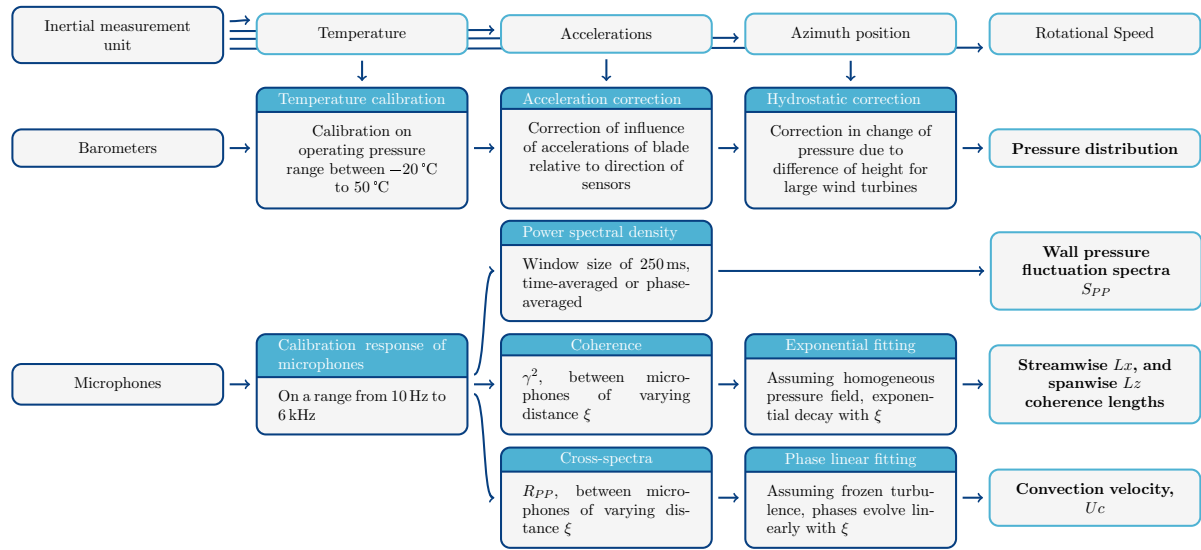 Inertial measurement
unit
Temperature
Accelerations
Azimuth position
Rotational Speed
Barometers
Temperature calibration
Calibration on
operating pressure
range between −20 °C
to 50 °C
Acceleration correction
Correction of influence
of accelerations of blade
relative to direction of
sensors
Hydrostatic correction
Correction in change of
pressure due to
difference of height for
large wind turbines
Pressure distribution
Power spectral density
Window size of 250 ms,
time-averaged or phase-
averaged
Wall pressure
fluctuation spectra
S_{PP}
Microphones
Calibration response of
microphones
On a range from 10 Hz to
6 kHz
Coherence
γ², between micro-
phones of varying
distance ξ
Exponential fitting
Assuming homogeneous
pressure field, exponen-
tial decay with ξ
Streamwise Lx, and
spanwise Lz
coherence lengths
Cross-spectra
R_{PP}, between micro-
phones of varying dis-
tance ξ
Phase linear fitting
Assuming frozen turbu-
lence, phases evolve lin-
early with ξ
Convection velocity,
Uc